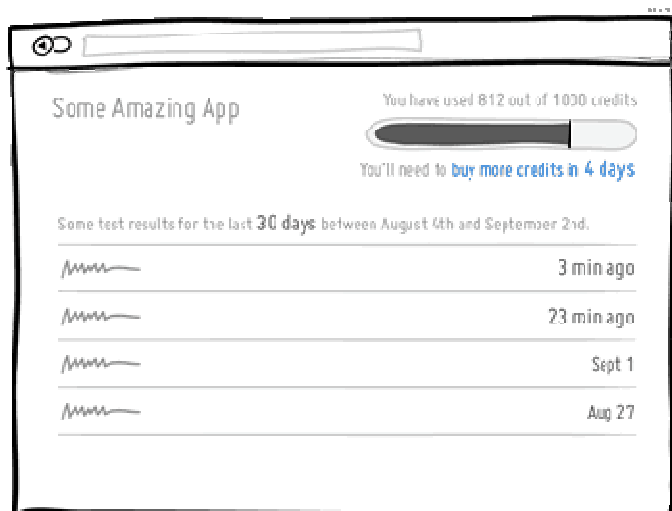 Some Amazing App
You have used 812 out of 1000 credits
You'll need to buy more credits in 4 days
Some test results for the last 30 days between August 4th and September 2nd.
3 min ago
23 min ago
Sept 1
Aug 27